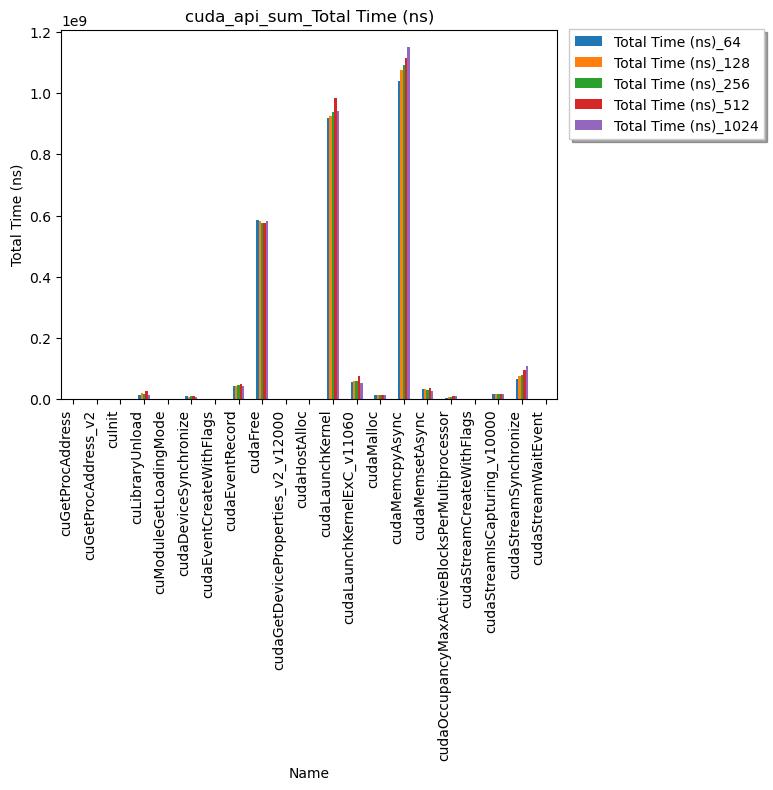 cuda_api_sum_Total Time (ns)
1e9
1.2
1.0
0.8
0.6
0.4
0.2
0.0
Total Time (ns)
Total Time (ns)_64
Total Time (ns)_128
Total Time (ns)_256
Total Time (ns)_512
Total Time (ns)_1024
cuGetProcAddress
cuGetProcAddress_v2
cuInit
cuLibraryUnload
cuModuleGetLoadingMode
cudaDeviceSynchronize
cudaEventCreateWithFlags
cudaEventRecord
cudaFree
cudaGetDeviceProperties_v2_v12000
cudaHostAlloc
cudaLaunchKernel
cudaLaunchKernelExC_v11060
cudaMalloc
cudaMemcpyAsync
cudaMemsetAsync
cudaOccupancyMaxActiveBlocksPerMultiprocessor
cudaStreamCreateWithFlags
cudaStreamIsCapturing_v10000
cudaStreamSynchronize
cudaStreamWaitEvent
Name